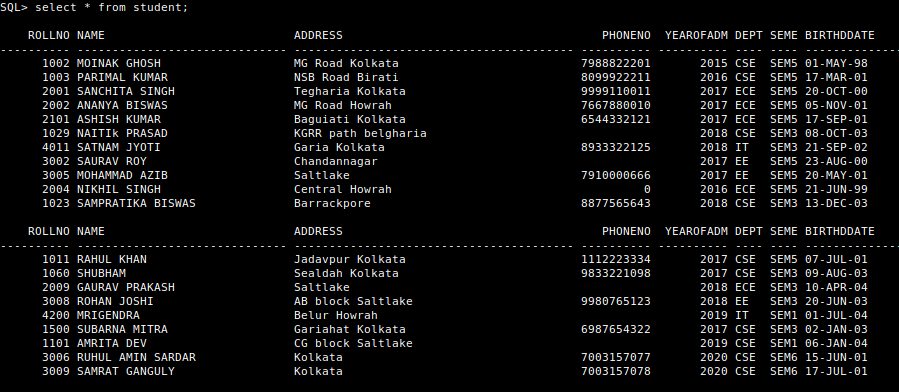 SQL> select * from student;
ROLLNO NAME ADDRESS PHONENO YEAROFADM DEPT SEME BIRTHDDATE
---------- ------------------------------ ---------------------------------------- ---------- ---------- ---- ---- ---------
1002 MOINAK GHOSH MG Road Kolkata 7988822201 2015 CSE SEM5 01-MAY-98
1003 PARIMAL KUMAR NSB Road Birati 8099922211 2016 CSE SEM5 17-MAR-01
2001 SANCHITA SINGH Tegharia Kolkata 9999110011 2017 ECE SEM5 20-OCT-00
2002 ANANYA BISWAS MG Road Howrah 7667880010 2017 ECE SEM5 05-NOV-01
2101 ASHISH KUMAR Baguiati Kolkata 6544332121 2017 ECE SEM5 17-SEP-01
1029 NAITIk PRASAD KGRR path belgharia 2018 CSE SEM3 08-OCT-03
4011 SATNAM JYOTI Garia Kolkata 8933322125 2018 IT SEM3 21-SEP-02
3002 SAURAV ROY Chandannagar 2017 EE SEM5 23-AUG-00
3005 MOHAMMAD AZIB Saltlake 7910000666 2017 EE SEM5 20-MAY-01
2004 NIKHIL SINGH Central Howrah 0 2016 ECE SEM5 21-JUN-99
1023 SAMPRATIKA BISWAS Barrackpore 8877565643 2018 CSE SEM3 13-DEC-03
ROLLNO NAME ADDRESS PHONENO YEAROFADM DEPT SEME BIRTHDDATE
---------- ------------------------------ ---------------------------------------- ---------- ---------- ---- ---- ---------
1011 RAHUL KHAN Jadavpur Kolkata 1112223334 2017 CSE SEM5 07-JUL-01
1060 SHUBHAM Sealdah Kolkata 9833221098 2017 CSE SEM3 09-AUG-03
2009 GAURAV PRAKASH Saltlake 2018 ECE SEM3 10-APR-04
3008 ROHAN JOSHI AB block Saltlake 9980765123 2018 EE SEM3 20-JUN-03
4200 MRIGENDRA Belur Howrah 2019 IT SEM1 01-JUL-04
1500 SUBARNA MITRA Gariahat Kolkata 6987654322 2017 CSE SEM3 02-JAN-03
1101 AMRITA DEV CG block Saltlake 2019 CSE SEM1 06-JAN-04
3006 RUHUL AMIN SARDAR Kolkata 7003157077 2020 CSE SEM6 15-JUN-01
3009 SAMRAT GANGULY Kolkata 7003157078 2020 CSE SEM6 17-JUL-01